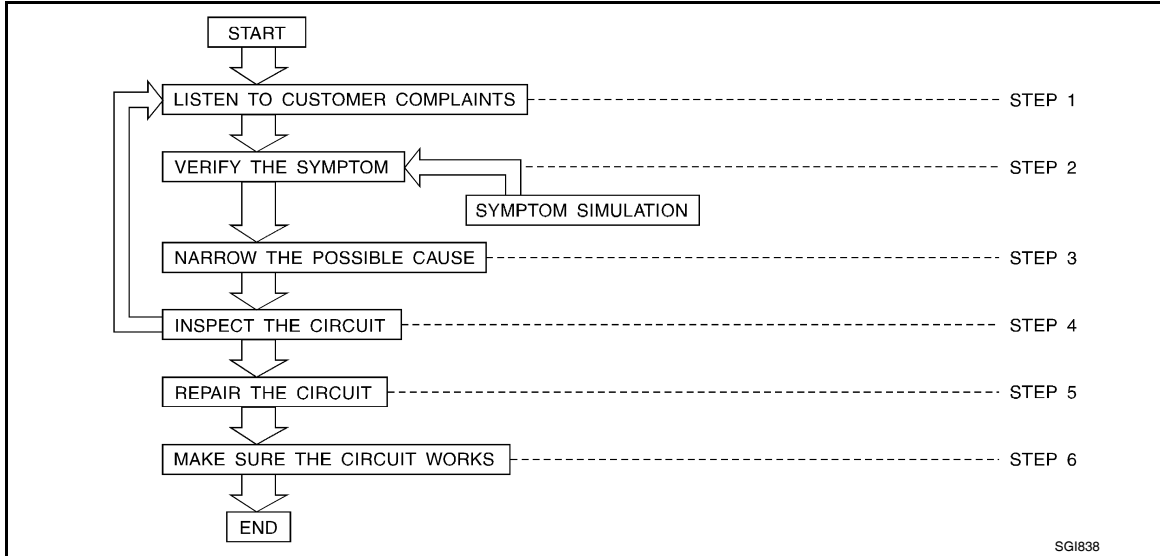 START
LISTEN TO CUSTOMER COMPLAINTS STEP 1
VERIFY THE SYMPTOM STEP 2
SYMPTOM SIMULATION
NARROW THE POSSIBLE CAUSE STEP 3
INSPECT THE CIRCUIT STEP 4
REPAIR THE CIRCUIT STEP 5
MAKE SURE THE CIRCUIT WORKS STEP 6
END
SGI838